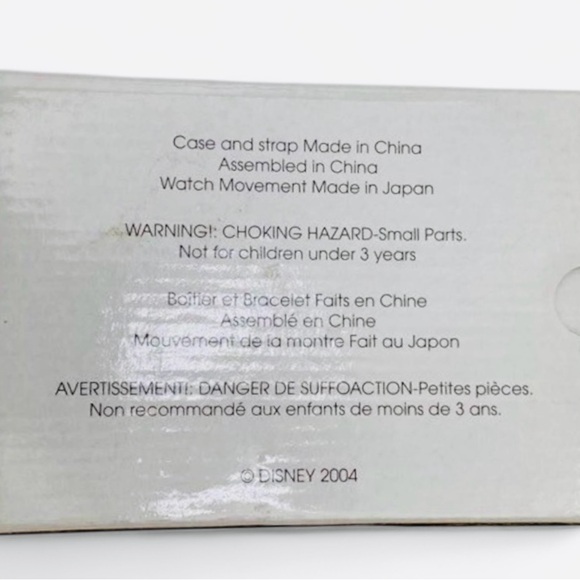 Case and strap Made in China
Assembled in China
Watch Movement Made in Japan
WARNING!: CHOKING HAZARD-Small Parts.
Not for children under 3 years
Boîtier et Bracelet Faits en Chine
Assemblé en Chine
Mouvement de la montre Fait au Japon
AVERTISSEMENT!: DANGER DE SUFFOACTION-Petites pièces.
Non recommandé aux enfants de moins de 3 ans.
© DISNEY 2004